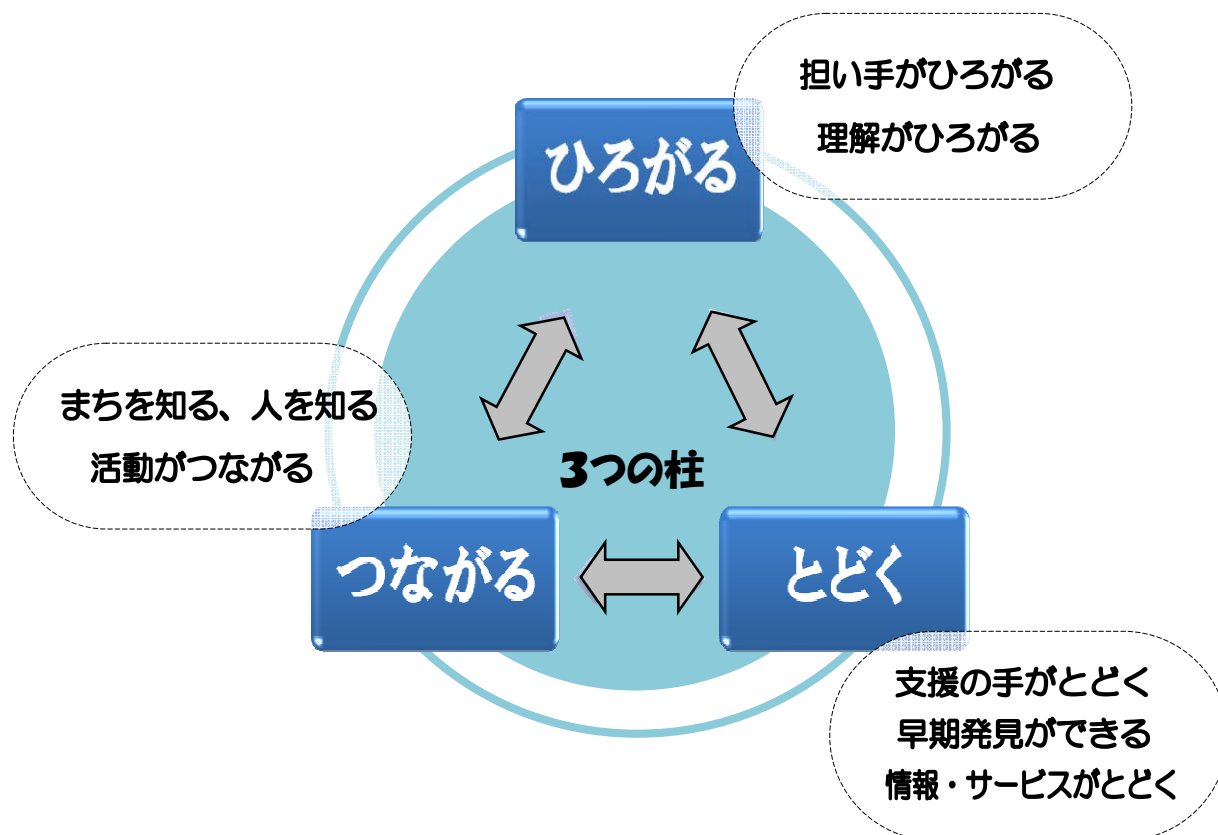 担い手がひろがる
理解がひろがる
ひろがる
まちを知る、人を知る
活動がつながる
3つの柱
つながる
とどく
支援の手がとどく
早期発見ができる
情報・サービスがとどく